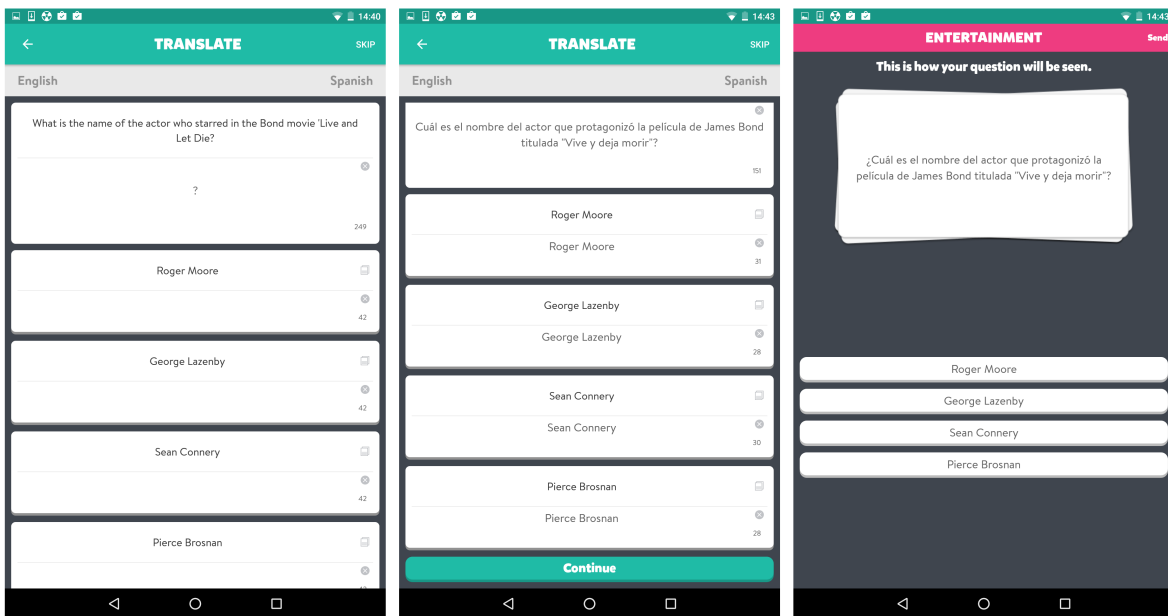 14:40
TRANSLATE
SKIP
English
Spanish
What is the name of the actor who starred in the Bond movie 'Live and
Let Die?
?
249
Roger Moore
42
George Lazenby
42
Sean Connery
42
Pierce Brosnan
14:43
TRANSLATE
SKIP
English
Spanish
Cuál es el nombre del actor que protagonizó la película de James Bond
titulada "Vive y deja morir"?
151
Roger Moore
Roger Moore
31
George Lazenby
George Lazenby
28
Sean Connery
Sean Connery
30
Pierce Brosnan
Pierce Brosnan
28
Continue
14:43
ENTERTAINMENT
Send
This is how your question will be seen.
¿Cuál es el nombre del actor que protagonizó la
película de James Bond titulada "Vive y deja morir"?
Roger Moore
George Lazenby
Sean Connery
Pierce Brosnan